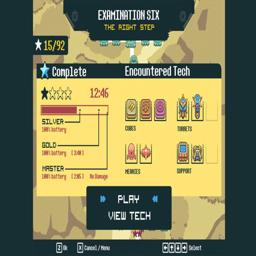 EXAMINATION SIX
THE RIGHT STEP
15/92
Complete
Encountered Tech
12:46
SILVER
100% battery
CUBES
TURRETS
GOLD
100% battery [3:40]
MASTER
100% battery [2:05] No Damage
MENACES
SUPPORT
PLAY
VIEW TECH
Z Ok X Cancel / Menu Select